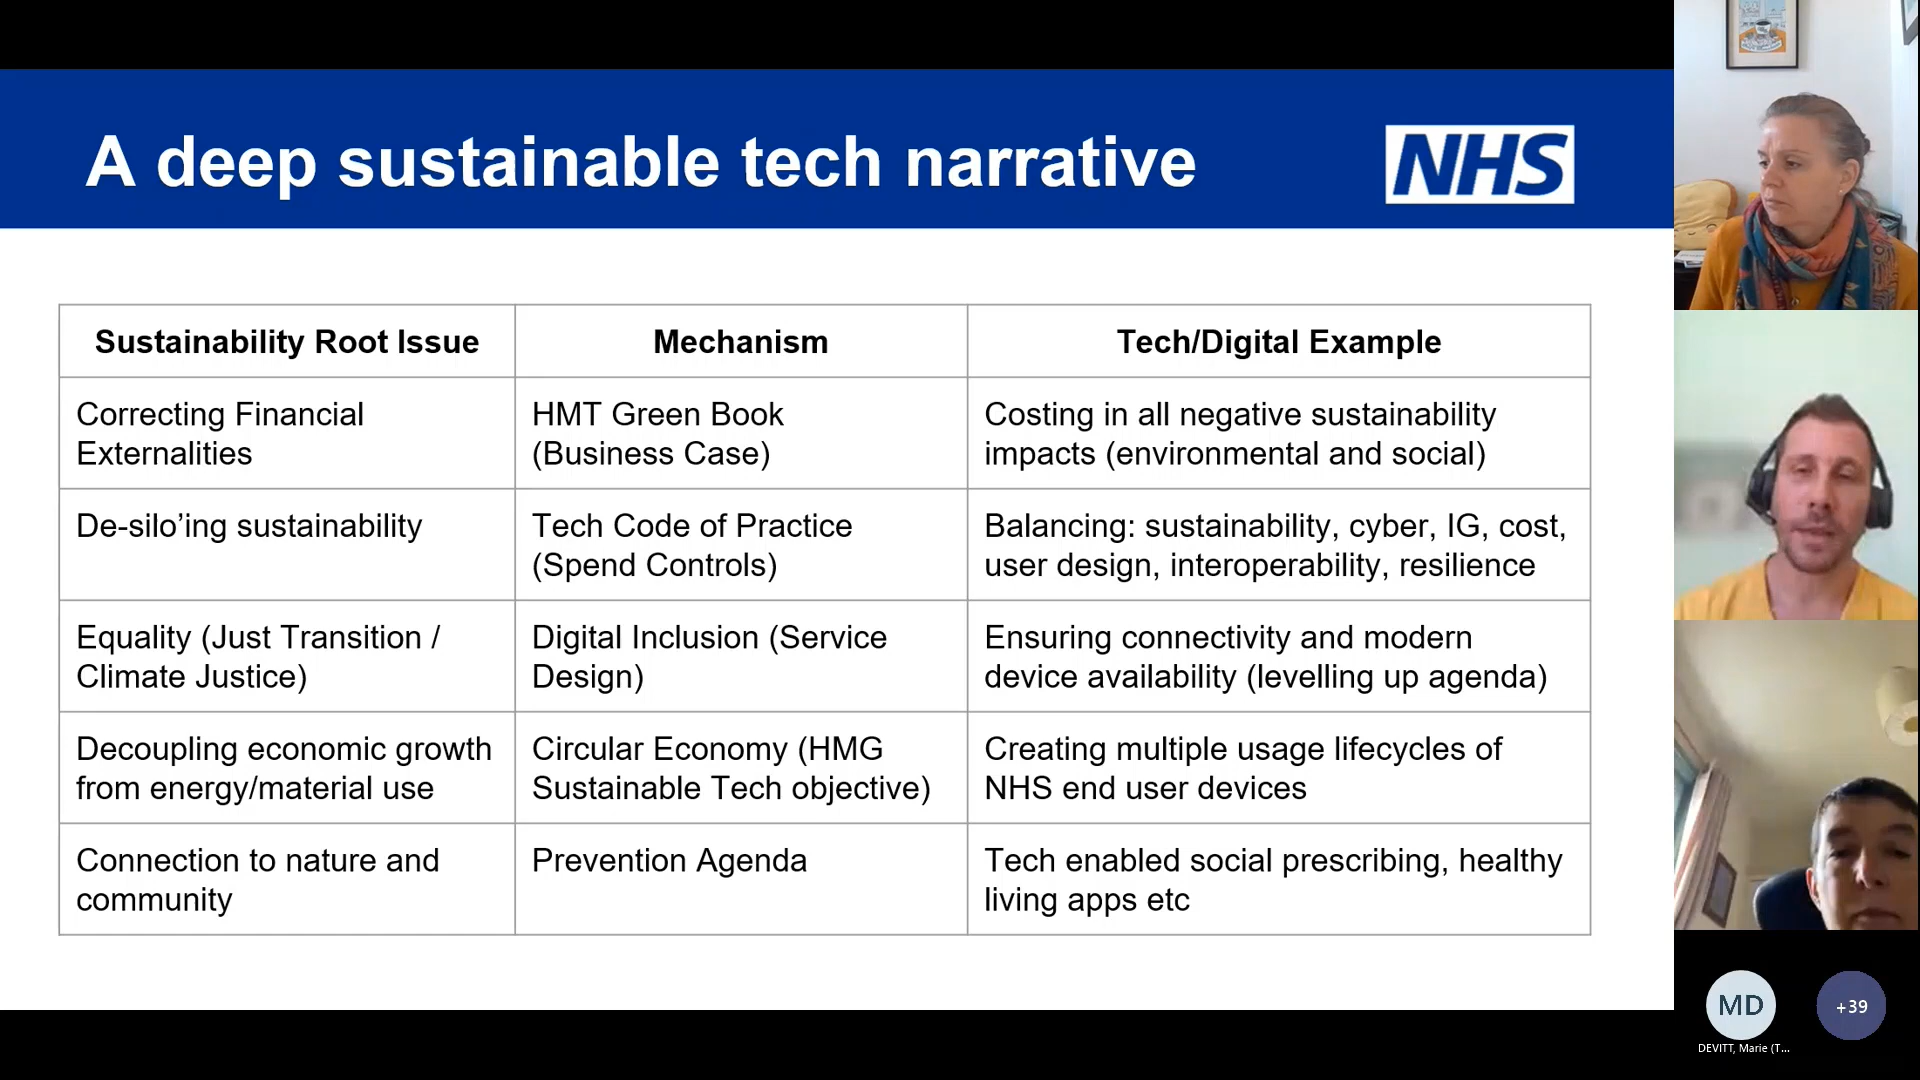 A deep sustainable tech narrative
NHS
Sustainability Root Issue
Mechanism
Tech/Digital Example
Correcting Financial
Externalities
HMT Green Book
(Business Case)
Costing in all negative sustainability
impacts (environmental and social)
De-silo’ing sustainability
Tech Code of Practice
(Spend Controls)
Balancing: sustainability, cyber, IG, cost,
user design, interoperability, resilience
Equality (Just Transition /
Climate Justice)
Digital Inclusion (Service
Design)
Ensuring connectivity and modern
device availability (levelling up agenda)
Decoupling economic growth
from energy/material use
Circular Economy (HMG
Sustainable Tech objective)
Creating multiple usage lifecycles of
NHS end user devices
Connection to nature and
community
Prevention Agenda
Tech enabled social prescribing, healthy
living apps etc
MD
+39
DEVITT, Marie (T...